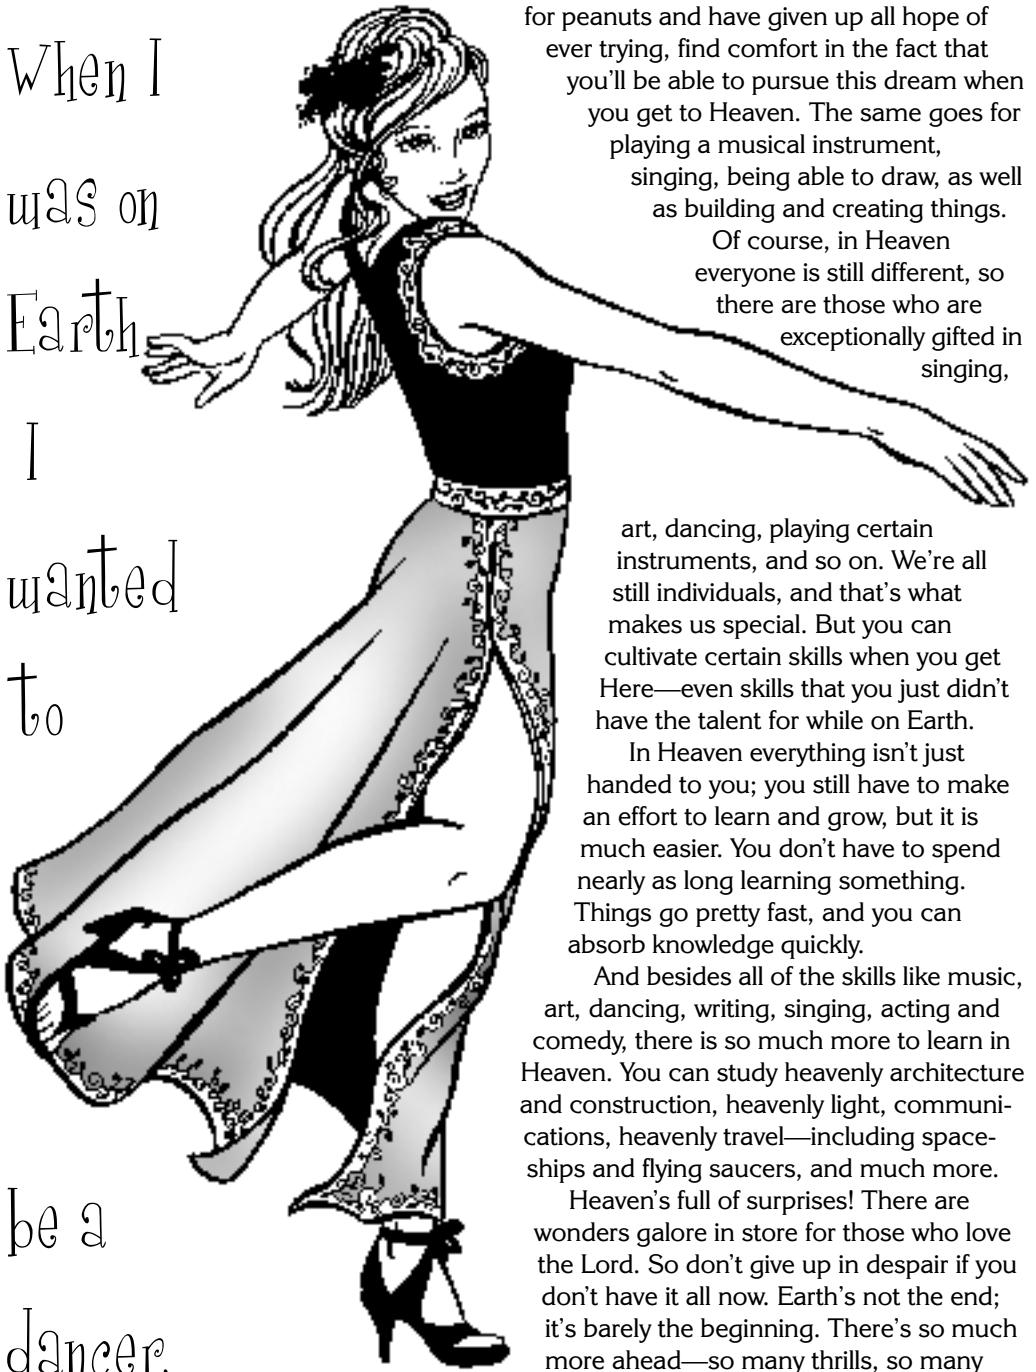 When I
was on
Earth
I
wanted
to
be a
dancer.
for peanuts and have given up all hope of
ever trying, find comfort in the fact that
you'll be able to pursue this dream when
you get to Heaven. The same goes for
playing a musical instrument,
singing, being able to draw, as well
as building and creating things.
Of course, in Heaven
everyone is still different, so
there are those who are
exceptionally gifted in
singing,
art, dancing, playing certain
instruments, and so on. We're all
still individuals, and that's what
makes us special. But you can
cultivate certain skills when you get
Here—even skills that you just didn't
have the talent for while on Earth.
In Heaven everything isn't just
handed to you; you still have to make
an effort to learn and grow, but it is
much easier. You don't have to spend
nearly as long learning something.
Things go pretty fast, and you can
absorb knowledge quickly.
And besides all of the skills like music,
art, dancing, writing, singing, acting and
comedy, there is so much more to learn in
Heaven. You can study heavenly architecture
and construction, heavenly light, communi-
cations, heavenly travel—including space-
ships and flying saucers, and much more.
Heaven's full of surprises! There are
wonders galore in store for those who love
the Lord. So don't give up in despair if you
don't have it all now. Earth's not the end;
it's barely the beginning. There's so much
more ahead—so many thrills, so many